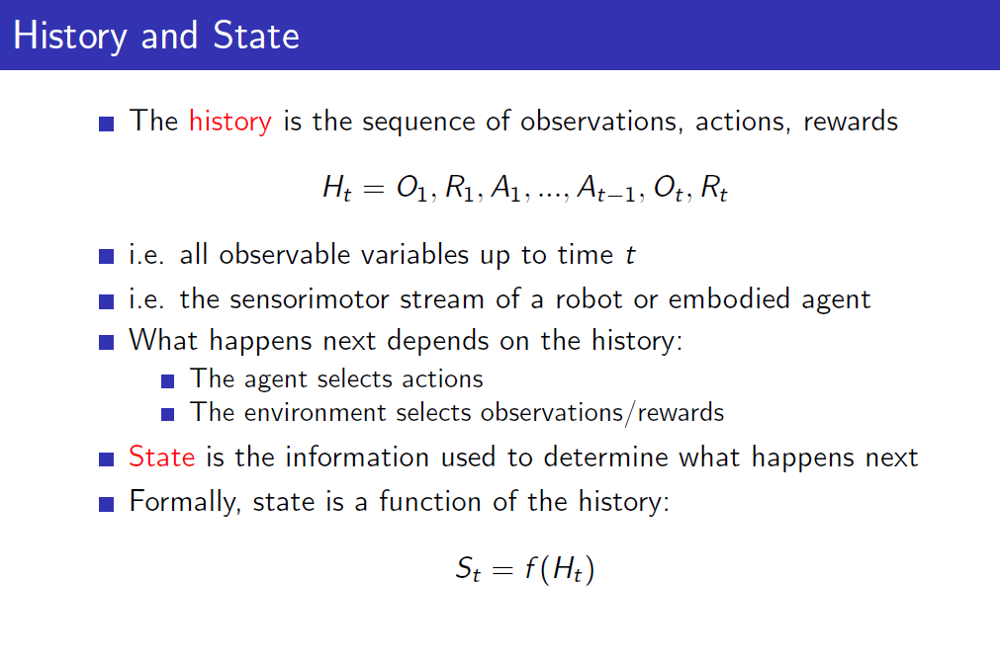 History and State
The history is the sequence of observations, actions, rewards
H_t = O_1, R_1, A_1, ..., A_{t−1}, O_t, R_t
i.e. all observable variables up to time t
i.e. the sensorimotor stream of a robot or embodied agent
What happens next depends on the history:
The agent selects actions
The environment selects observations/rewards
State is the information used to determine what happens next
Formally, state is a function of the history:
S_t = f(H_t)